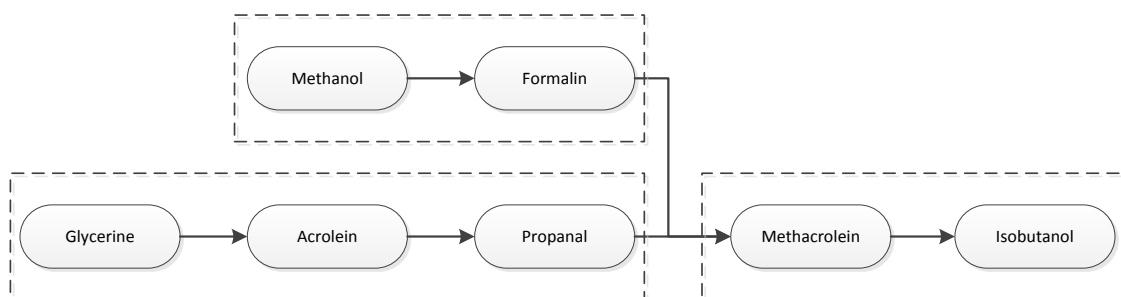 Methanol
Formalin
Glycerine
Acrolein
Propanal
Methacrolein
Isobutanol